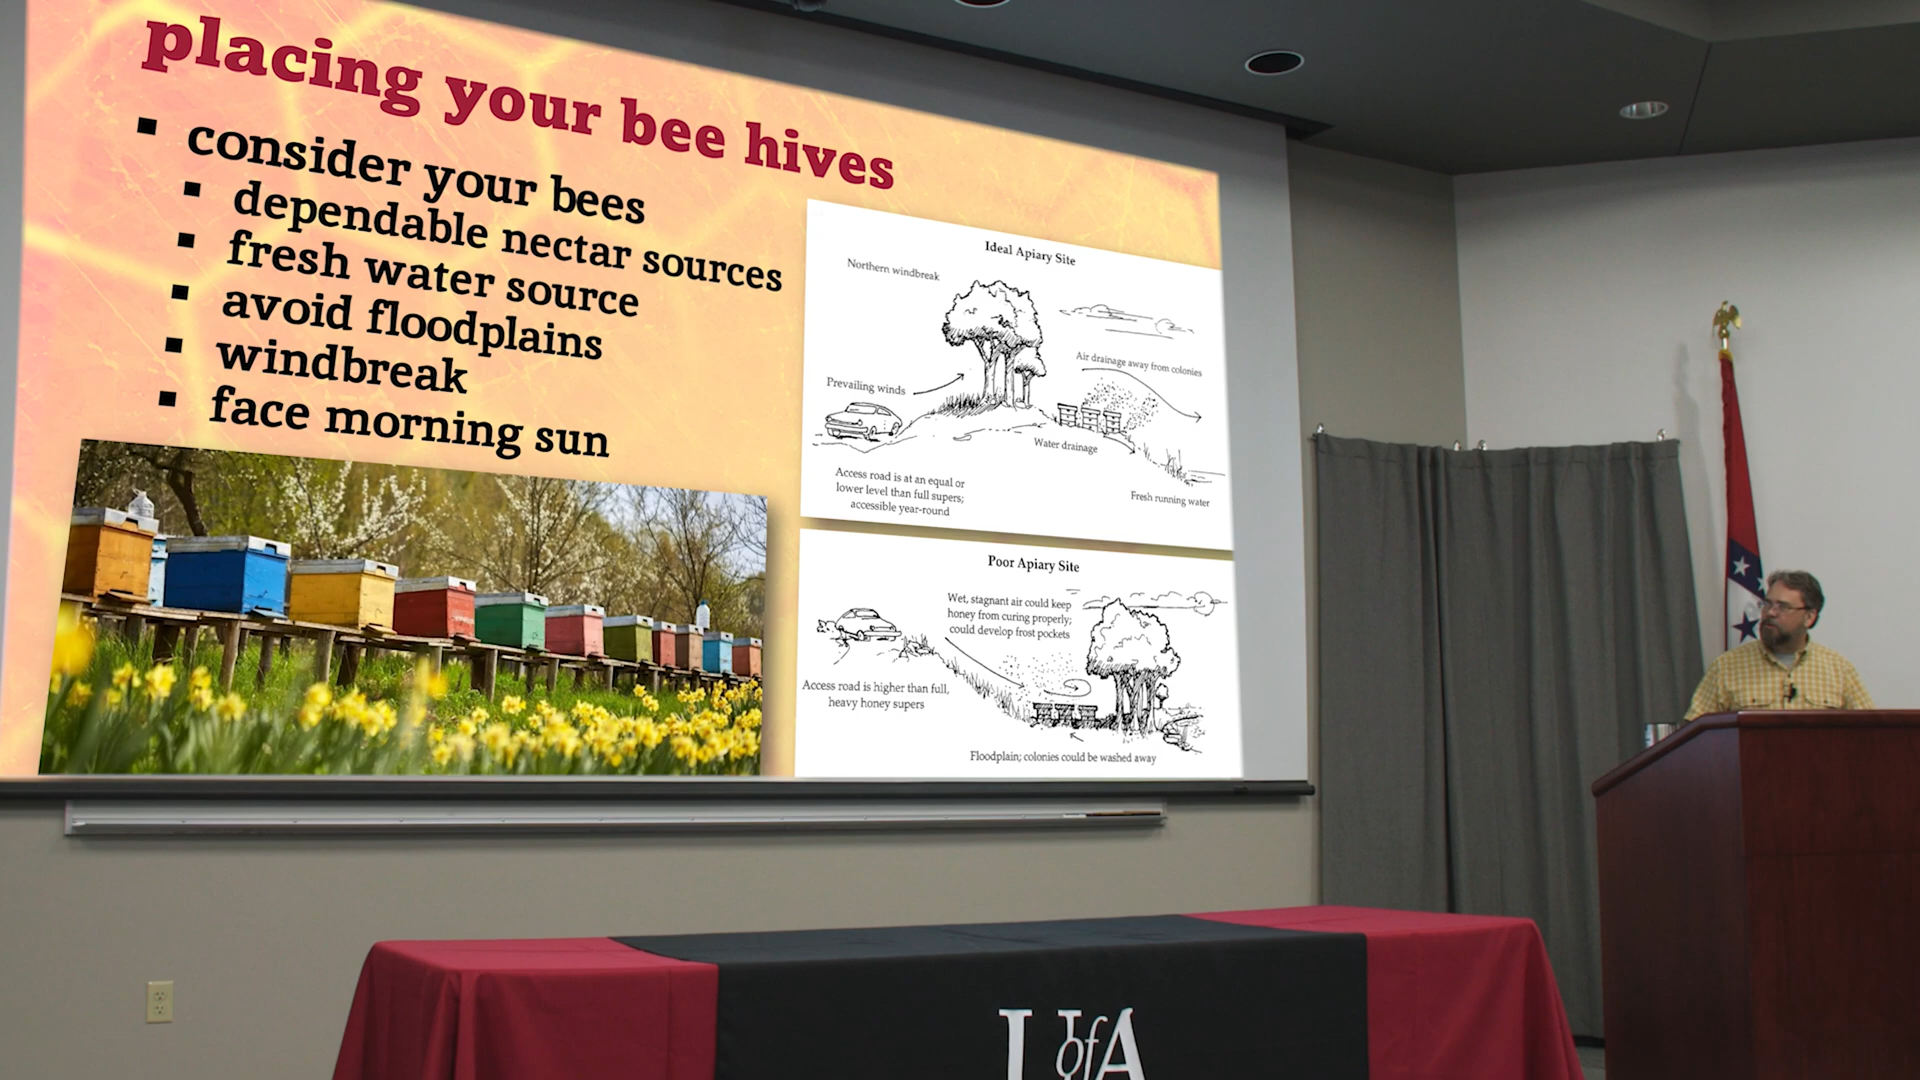 placing your bee hives
▪ consider your bees
▪ dependable nectar sources
▪ fresh water source
▪ avoid floodplains
▪ windbreak
▪ face morning sun
Ideal Apiary Site
Northern windbreak
Air drainage away from colonies
Prevailing winds
Water drainage
Access road is at an equal or
lower level than full supers;
accessible year-round
Fresh running water
Poor Apiary Site
Wet, stagnant air could keep
honey from curing properly;
could develop frost pockets
Access road is higher than full,
heavy honey supers
Floodplain; colonies could be washed away
U of A